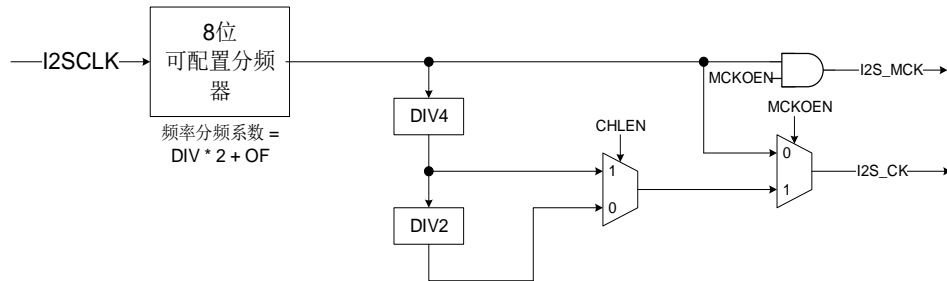 I2SCLK
8位
可配置分频
器
频率分频系数 =
DIV * 2 + OF
DIV4
DIV2
CHLEN
1
0
MCKOEN
I2S_MCK
MCKOEN
0
1
I2S_CK